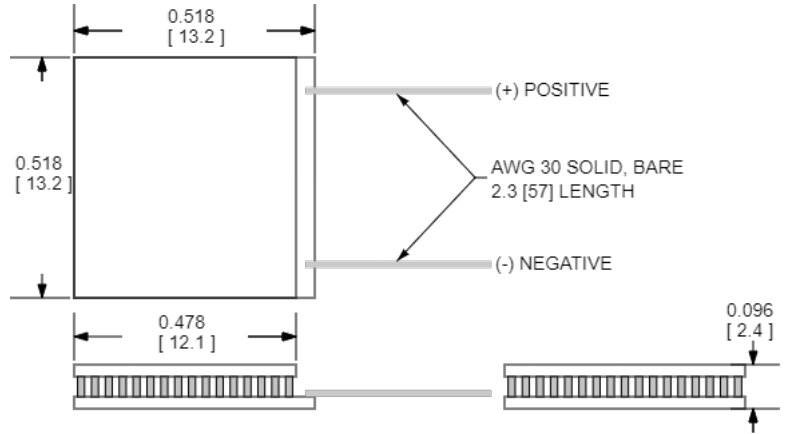 0.518
[ 13.2 ]
(+) POSITIVE
0.518
[ 13.2 ]
AWG 30 SOLID, BARE
2.3 [57] LENGTH
(-) NEGATIVE
0.478
[ 12.1 ]
0.096
[ 2.4 ]